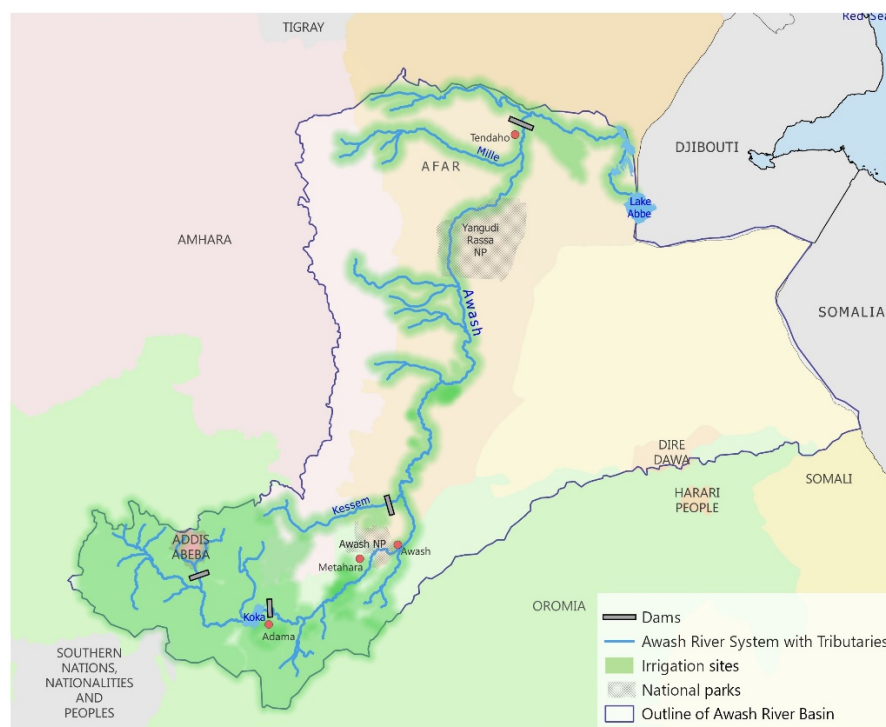 TIGRAY
Red Sea
DJIBOUTI
Tendaho
Mille
AFAR
Lake
Abbe
Yangudi
Rassa
NP
AMHARA
Awash
SOMALIA
DIRE
DAWA
SOMALI
HARARI
PEOPLE
Kessem
ADDIS
ABEBA
Awash NP
Awash
Metahara
OROMIA
Koka
Adama
SOUTHERN
NATIONS,
NATIONALITIES
AND
PEOPLES
Dams
Awash River System with Tributaries
Irrigation sites
National parks
Outline of Awash River Basin